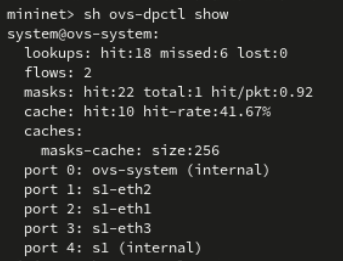 mininet> sh ovs-dpctl show
system@ovs-system:
  lookups: hit:18 missed:6 lost:0
  flows: 2
  masks: hit:22 total:1 hit/pkt:0.92
  cache: hit:10 hit-rate:41.67%
  caches:
    masks-cache: size:256
  port 0: ovs-system (internal)
  port 1: s1-eth2
  port 2: s1-eth1
  port 3: s1-eth3
  port 4: s1 (internal)